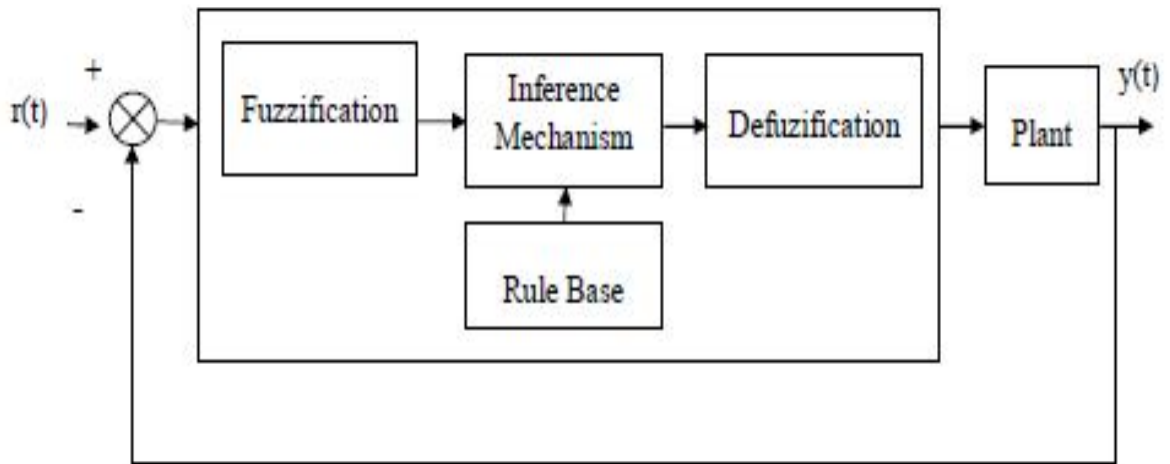 +
r(t)
-
Fuzzification
Inference
Mechanism
Defuzification
Rule Base
Plant
y(t)